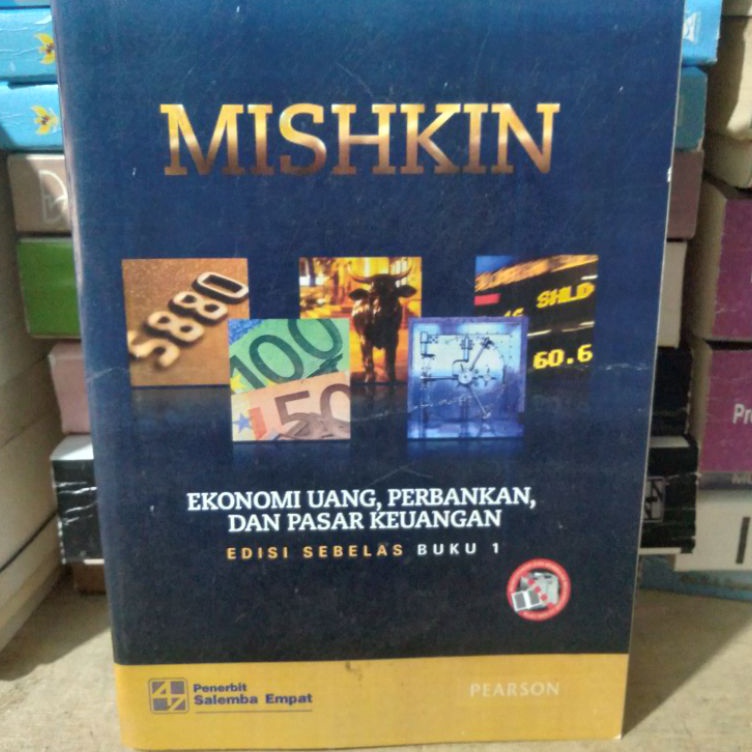 MISHKIN
5880
SHLD
60.6
100
50
EKONOMI UANG, PERBANKAN,
DAN PASAR KEUANGAN
EDISI SEBELAS BUKU 1
Penerbit
Salemba Empat
PEARSON